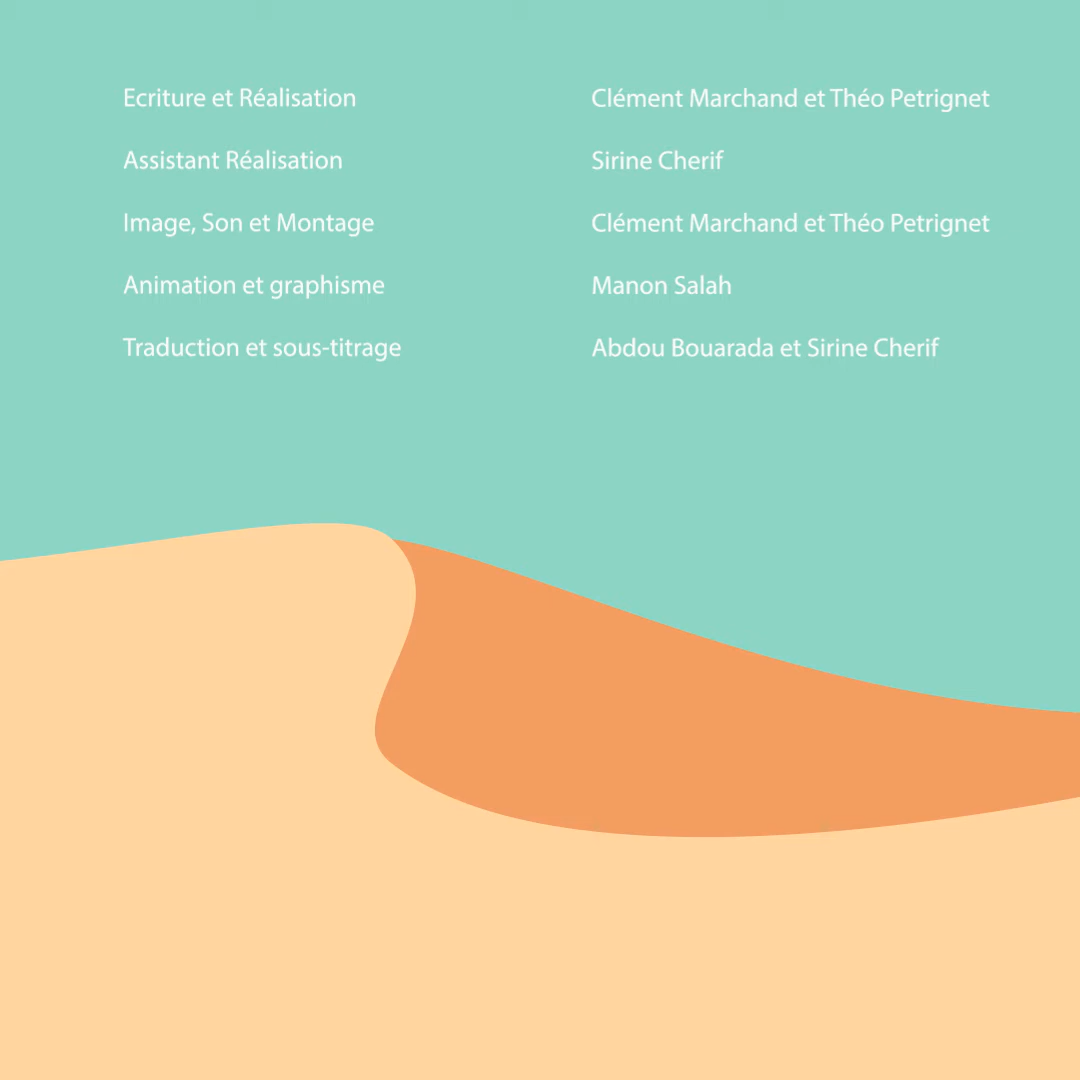 Ecriture et Réalisation Clément Marchand et Théo Petrignet
Assistant Réalisation Sirine Cherif
Image, Son et Montage Clément Marchand et Théo Petrignet
Animation et graphisme Manon Salah
Traduction et sous-titrage Abdou Bouarada et Sirine Cherif